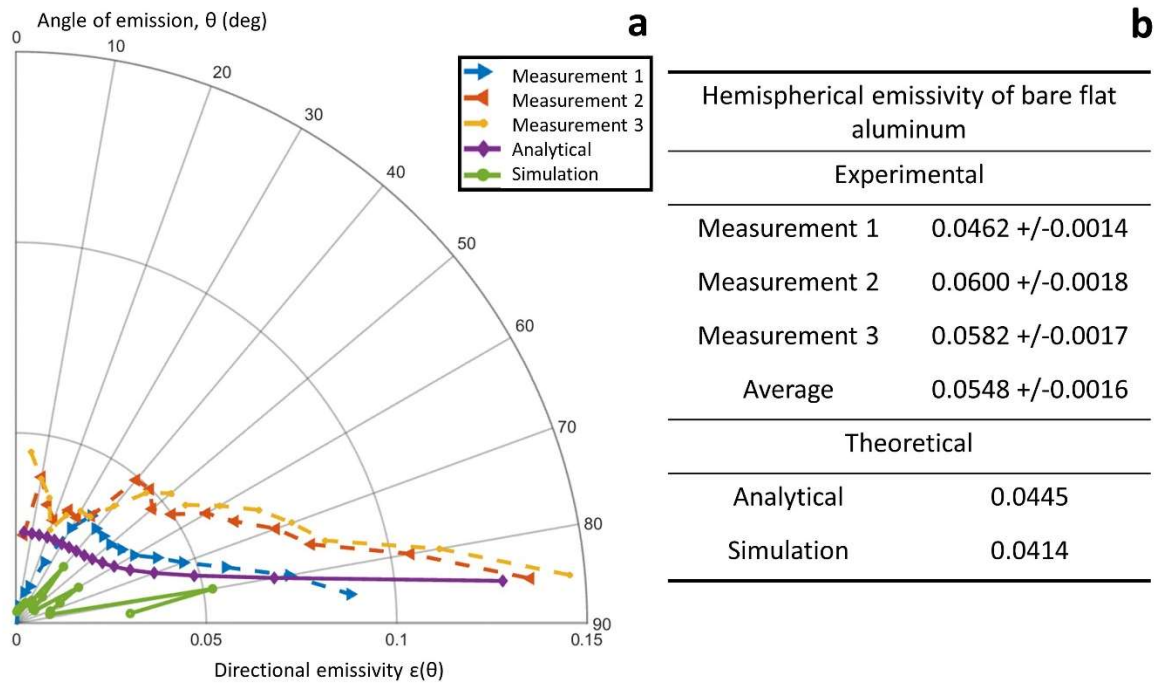 Angle of emission, θ (deg)
a
b
0
10
20
30
40
50
60
70
80
90
0
0.05
0.1
0.15
Directional emissivity ε(θ)
Measurement 1
Measurement 2
Measurement 3
Analytical
Simulation
Hemispherical emissivity of bare flat
aluminum
Experimental
Measurement 1 0.0462 +/-0.0014
Measurement 2 0.0600 +/-0.0018
Measurement 3 0.0582 +/-0.0017
Average 0.0548 +/-0.0016
Theoretical
Analytical 0.0445
Simulation 0.0414